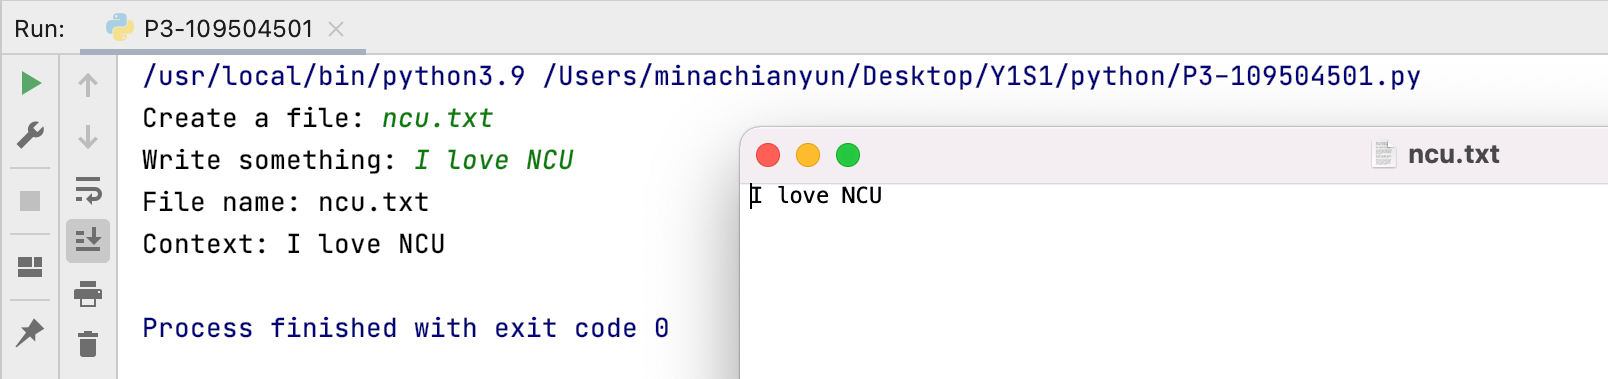 Run: P3-109504501
/usr/local/bin/python3.9 /Users/minachianyun/Desktop/Y1S1/python/P3-109504501.py
Create a file: ncu.txt
Write something: I love NCU
File name: ncu.txt
Context: I love NCU
Process finished with exit code 0
ncu.txt
I love NCU